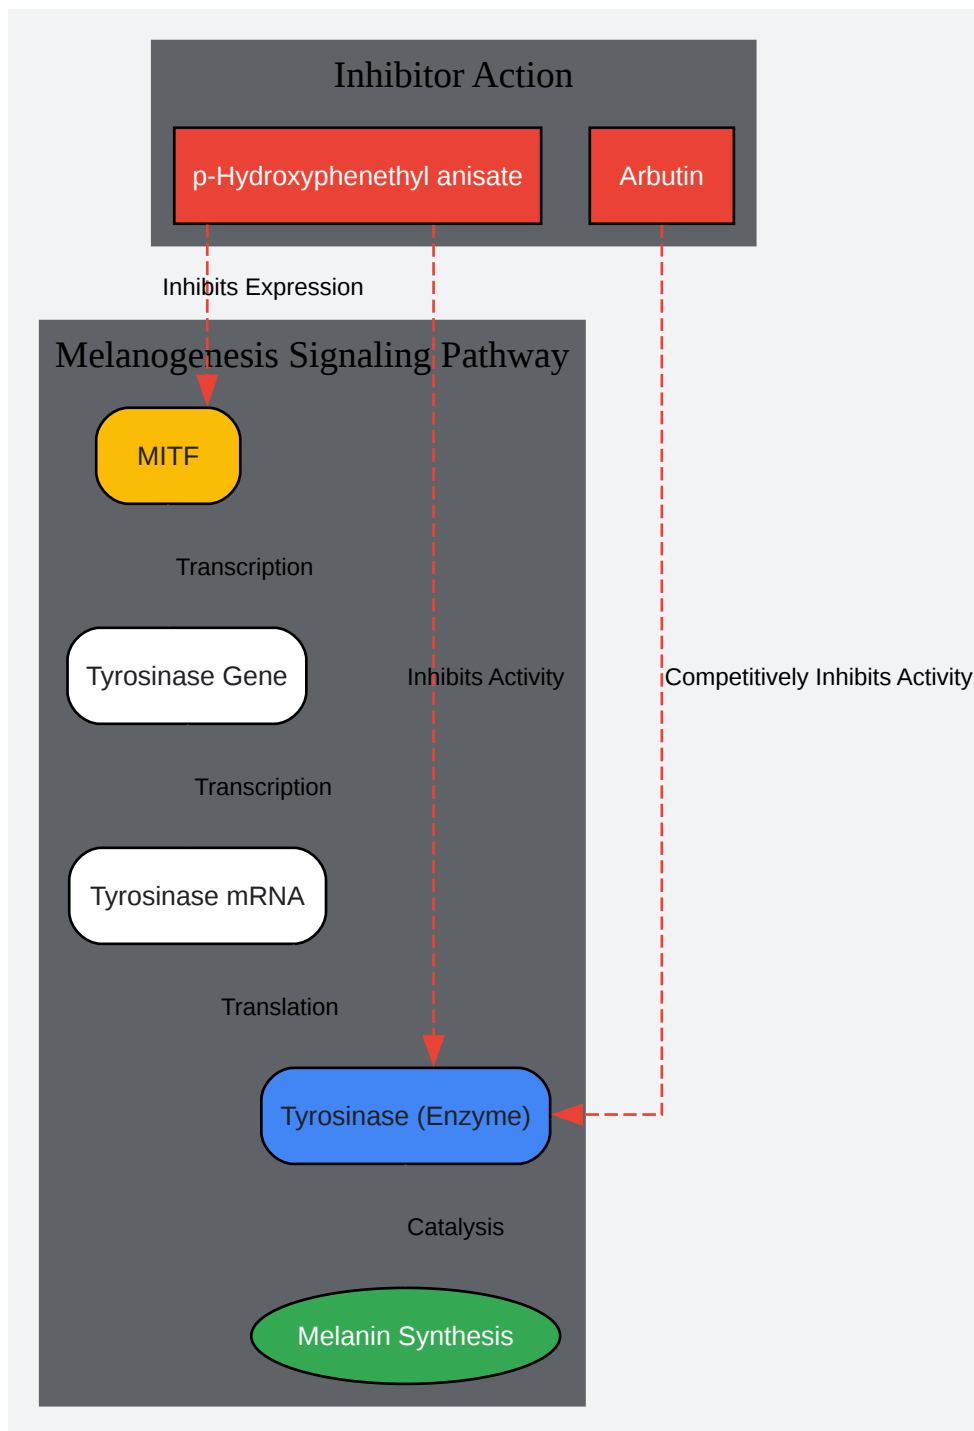 Inhibitor Action
p-Hydroxyphenethyl anisate
Arbutin
Inhibits Expression
Melanogenesis Signaling Pathway
MITF
Transcription
Tyrosinase Gene
Inhibits Activity
Competitively Inhibits Activity
Transcription
Tyrosinase mRNA
Translation
Tyrosinase (Enzyme)
Catalysis
Melanin Synthesis